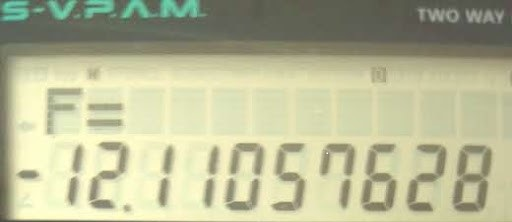 S-V.P.A.M.
TWO WAY
M D
F=
-12.11057628